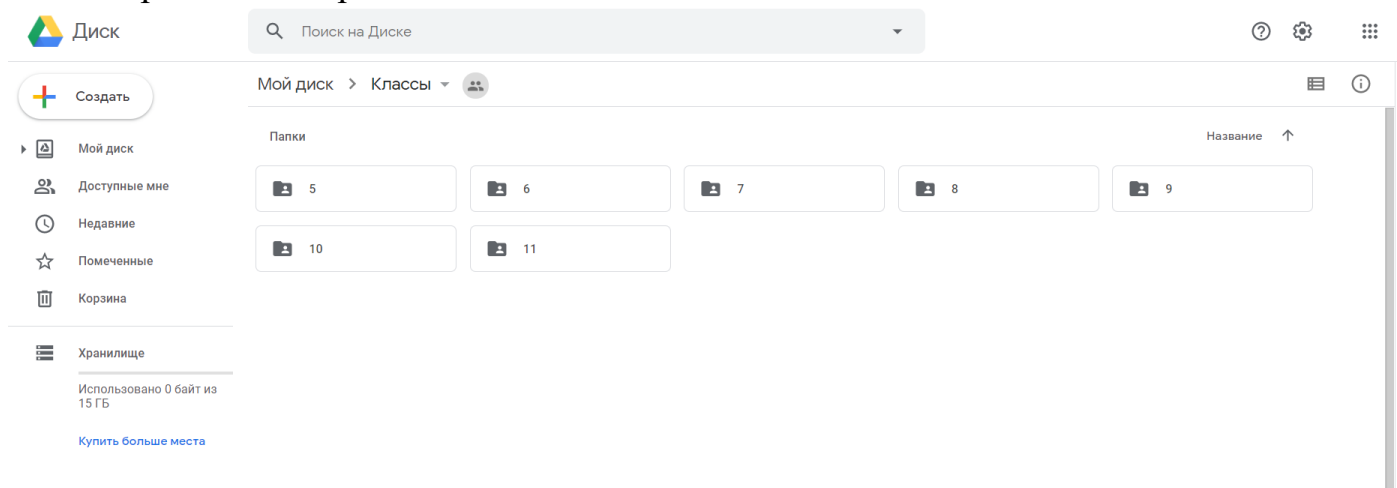 Диск
Поиск на Диске
Создать
Мой диск > Классы
Мой диск
Доступные мне
Недавние
Помеченные
Корзина
Хранилище
Использовано 0 байт из
15 ГБ
Купить больше места
Папки
Название
5
6
7
8
9
10
11